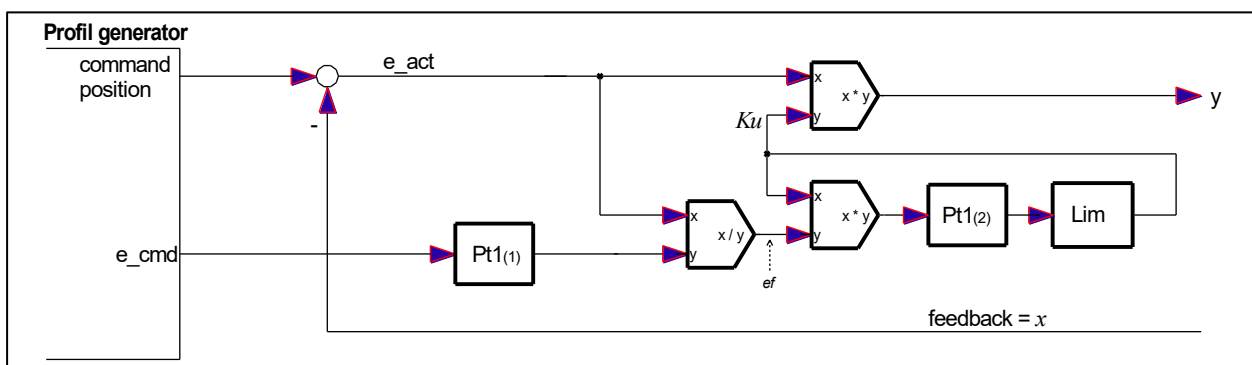 Profil generator
command
position
e_act
x
x * y
y
y
Ku
-
x
x * y
y
Pt1(2)
Lim
x
x / y
y
e_cmd
Pt1(1)
ef
feedback = x